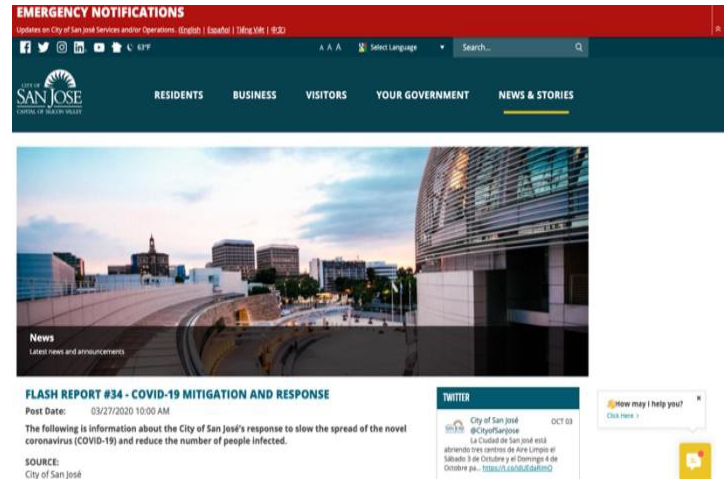 EMERGENCY NOTIFICATIONS
Updates on City of San José Services and/or Operations. (English | Español | Tiếng Việt | 中文)
63°F
A A A
Select Language
Search...
CITY OF
SAN JOSE
CAPITAL OF SILICON VALLEY
RESIDENTS
BUSINESS
VISITORS
YOUR GOVERNMENT
NEWS & STORIES
News
Latest news and announcements
FLASH REPORT #34 - COVID-19 MITIGATION AND RESPONSE
Post Date: 03/27/2020 10:00 AM
The following is information about the City of San José's response to slow the spread of the novel
coronavirus (COVID-19) and reduce the number of people infected.
SOURCE:
City of San José
TWITTER
City of San José OCT 03
@CityofSanJose
La Ciudad de San José está
abriendo tres centros de Aire Limpio el
Sábado 3 de Octubre y el Domingo 4 de
Octubre pa...
How may I help you?
Click Here >